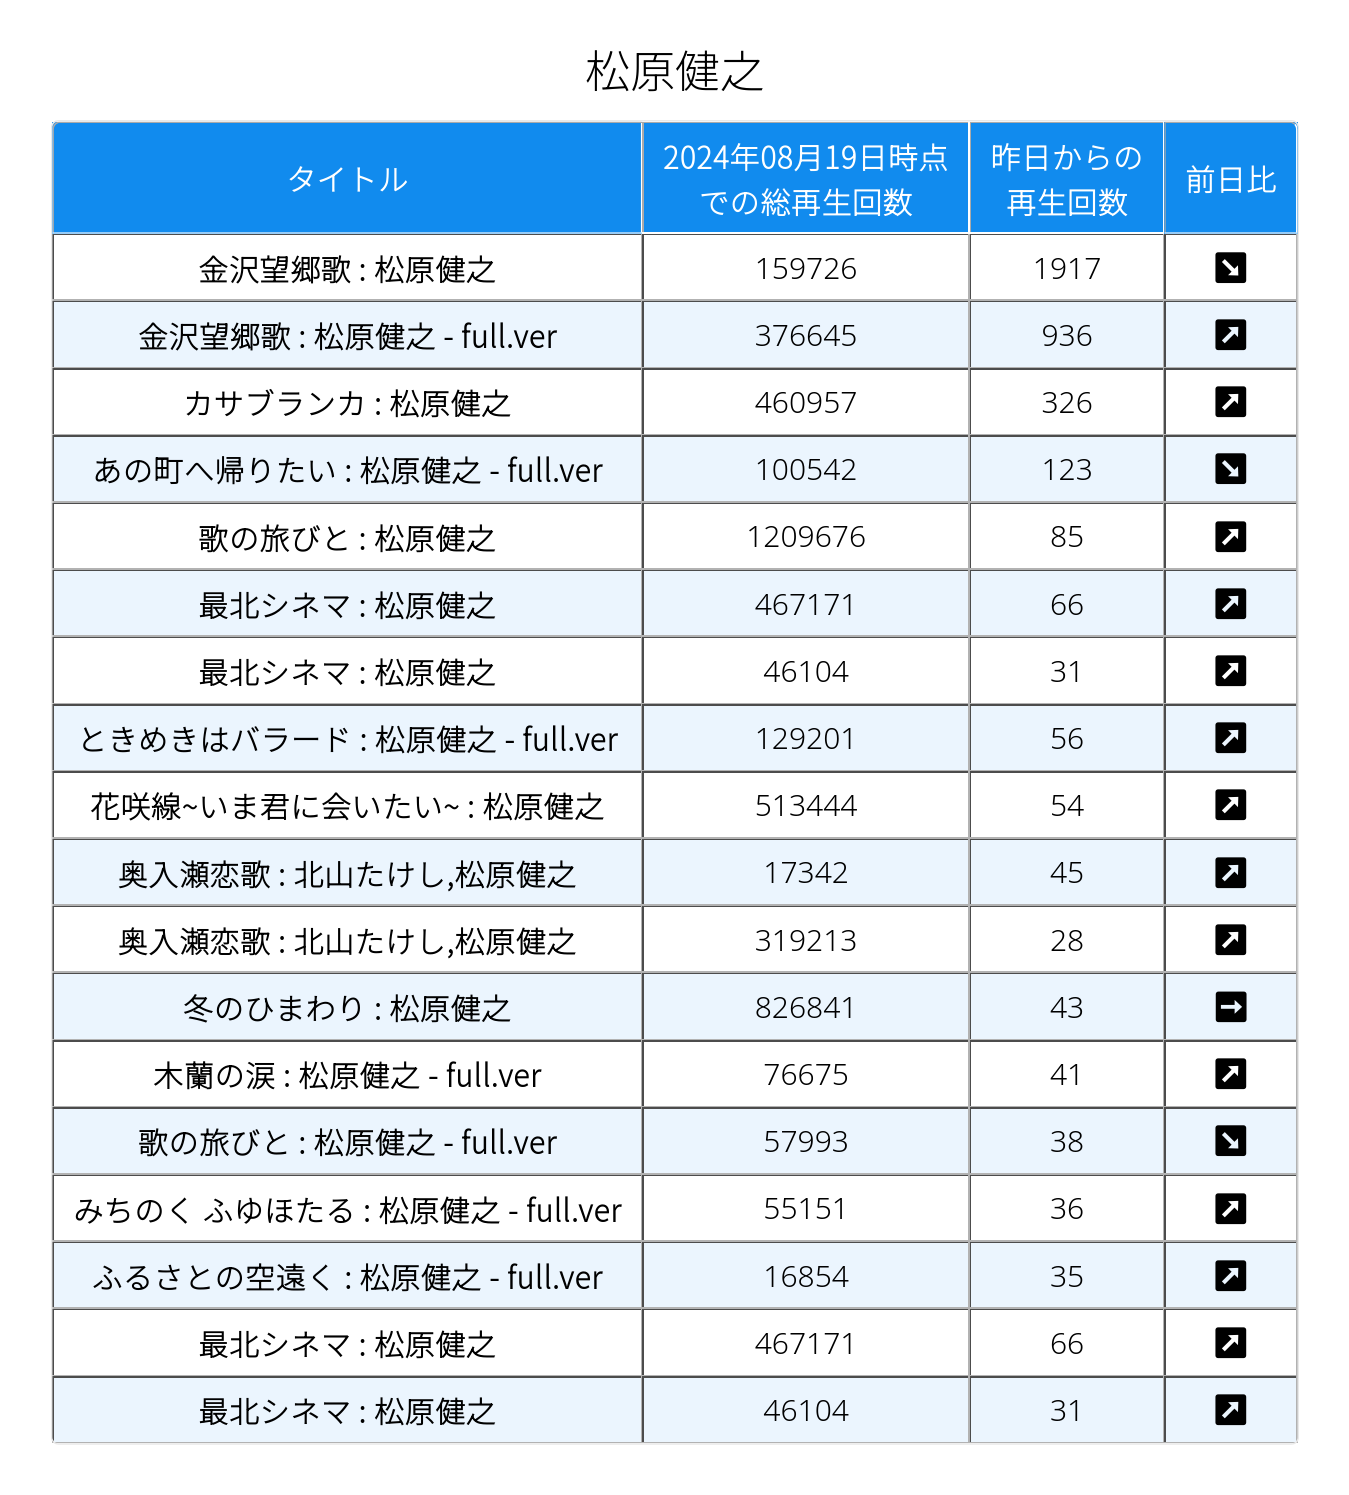 松原健之
タイトル 2024年08月19日時点での総再生回数 昨日からの再生回数 前日比
金沢望郷歌 : 松原健之 159726 1917 ↘
金沢望郷歌 : 松原健之 - full.ver 376645 936 ↗
カサブランカ : 松原健之 460957 326 ↗
あの町へ帰りたい : 松原健之 - full.ver 100542 123 ↘
歌の旅びと : 松原健之 1209676 85 ↗
最北シネマ : 松原健之 467171 66 ↗
最北シネマ : 松原健之 46104 31 ↗
ときめきはバラード : 松原健之 - full.ver 129201 56 ↗
花咲線~いま君に会いたい~ : 松原健之 513444 54 ↗
奥入瀬恋歌 : 北山たけし,松原健之 17342 45 ↗
奥入瀬恋歌 : 北山たけし,松原健之 319213 28 ↗
冬のひまわり : 松原健之 826841 43 →
木蘭の涙 : 松原健之 - full.ver 76675 41 ↗
歌の旅びと : 松原健之 - full.ver 57993 38 ↘
みちのく ふゆほたる : 松原健之 - full.ver 55151 36 ↗
ふるさとの空遠く : 松原健之 - full.ver 16854 35 ↗
最北シネマ : 松原健之 467171 66 ↗
最北シネマ : 松原健之 46104 31 ↗